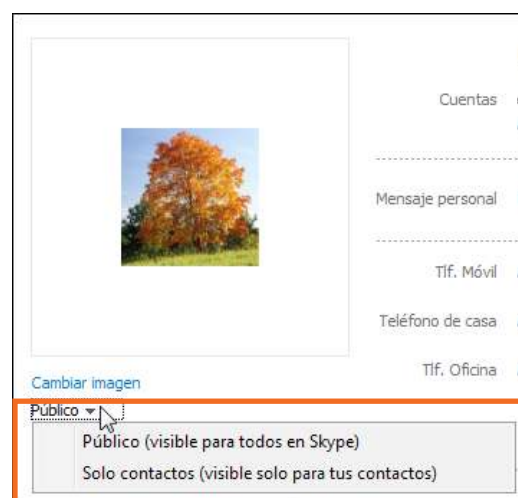 Cuentas
Mensaje personal
Tlf. Móvil
Teléfono de casa
Tlf. Oficina
Cambiar imagen
Público
Público (visible para todos en Skype)
Solo contactos (visible solo para tus contactos)